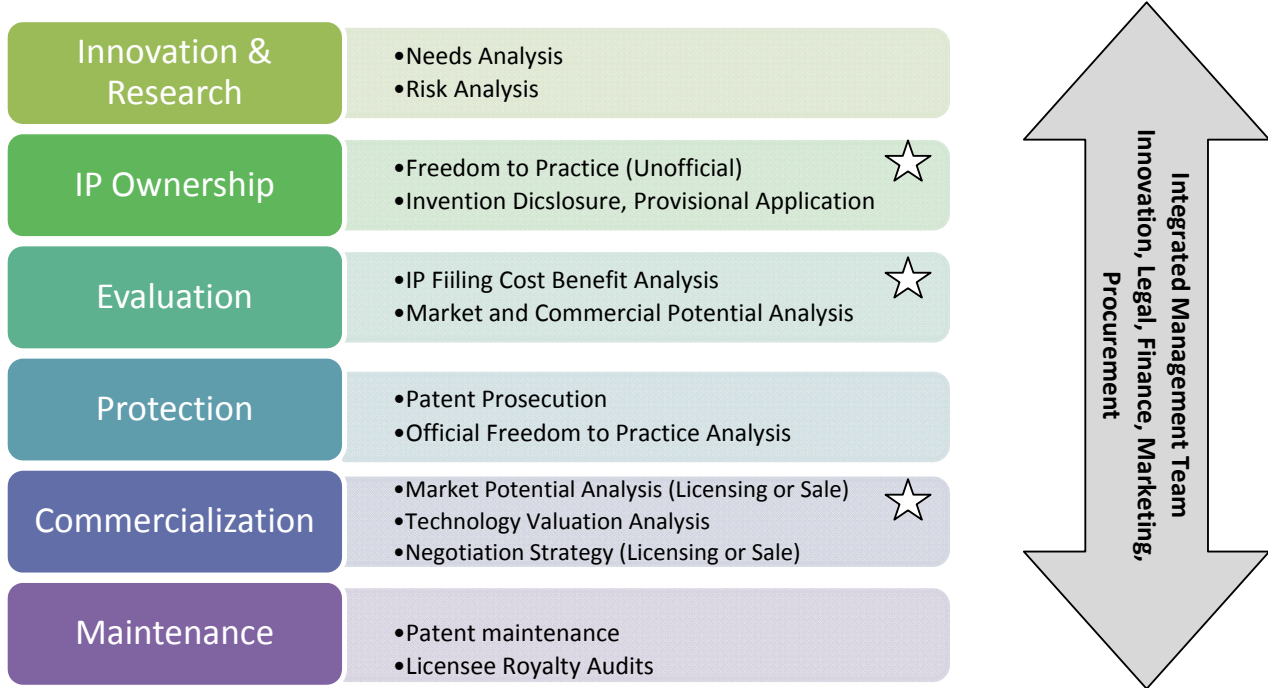 Innovation &
Research
•Needs Analysis
•Risk Analysis
IP Ownership
•Freedom to Practice (Unofficial)
•Invention Dicslosure, Provisional Application
Evaluation
•IP Fiiling Cost Benefit Analysis
•Market and Commercial Potential Analysis
Protection
•Patent Prosecution
•Official Freedom to Practice Analysis
Commercialization
•Market Potential Analysis (Licensing or Sale)
•Technology Valuation Analysis
•Negotiation Strategy (Licensing or Sale)
Maintenance
•Patent maintenance
•Licensee Royalty Audits
Integrated Management Team
Innovation, Legal, Finance, Marketing,
Procurement